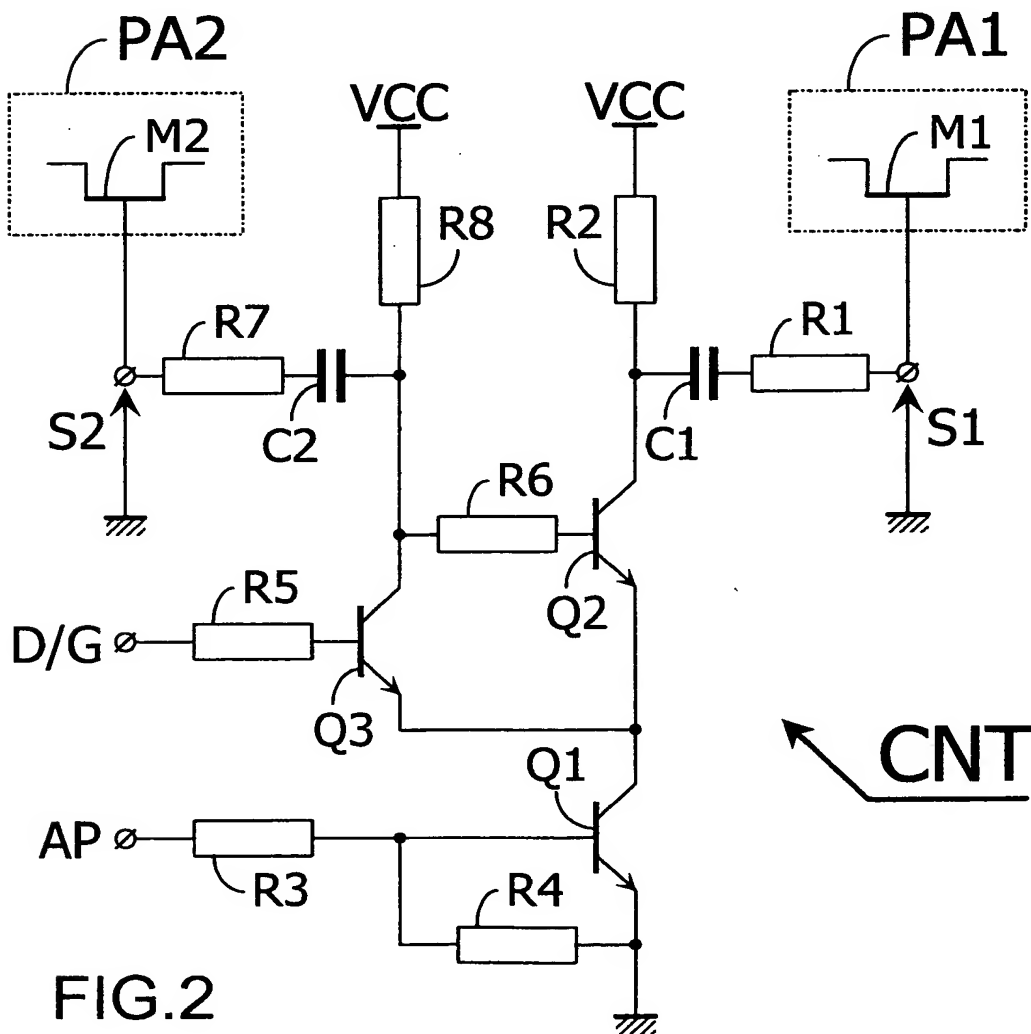 PA2 PA1
VCC VCC
M2 M1
R8 R2
R7 R1
S2 C2 C1 S1
R6
R5 Q2
D/G
Q3
Q1 CNT
AP
R3 R4
FIG.2